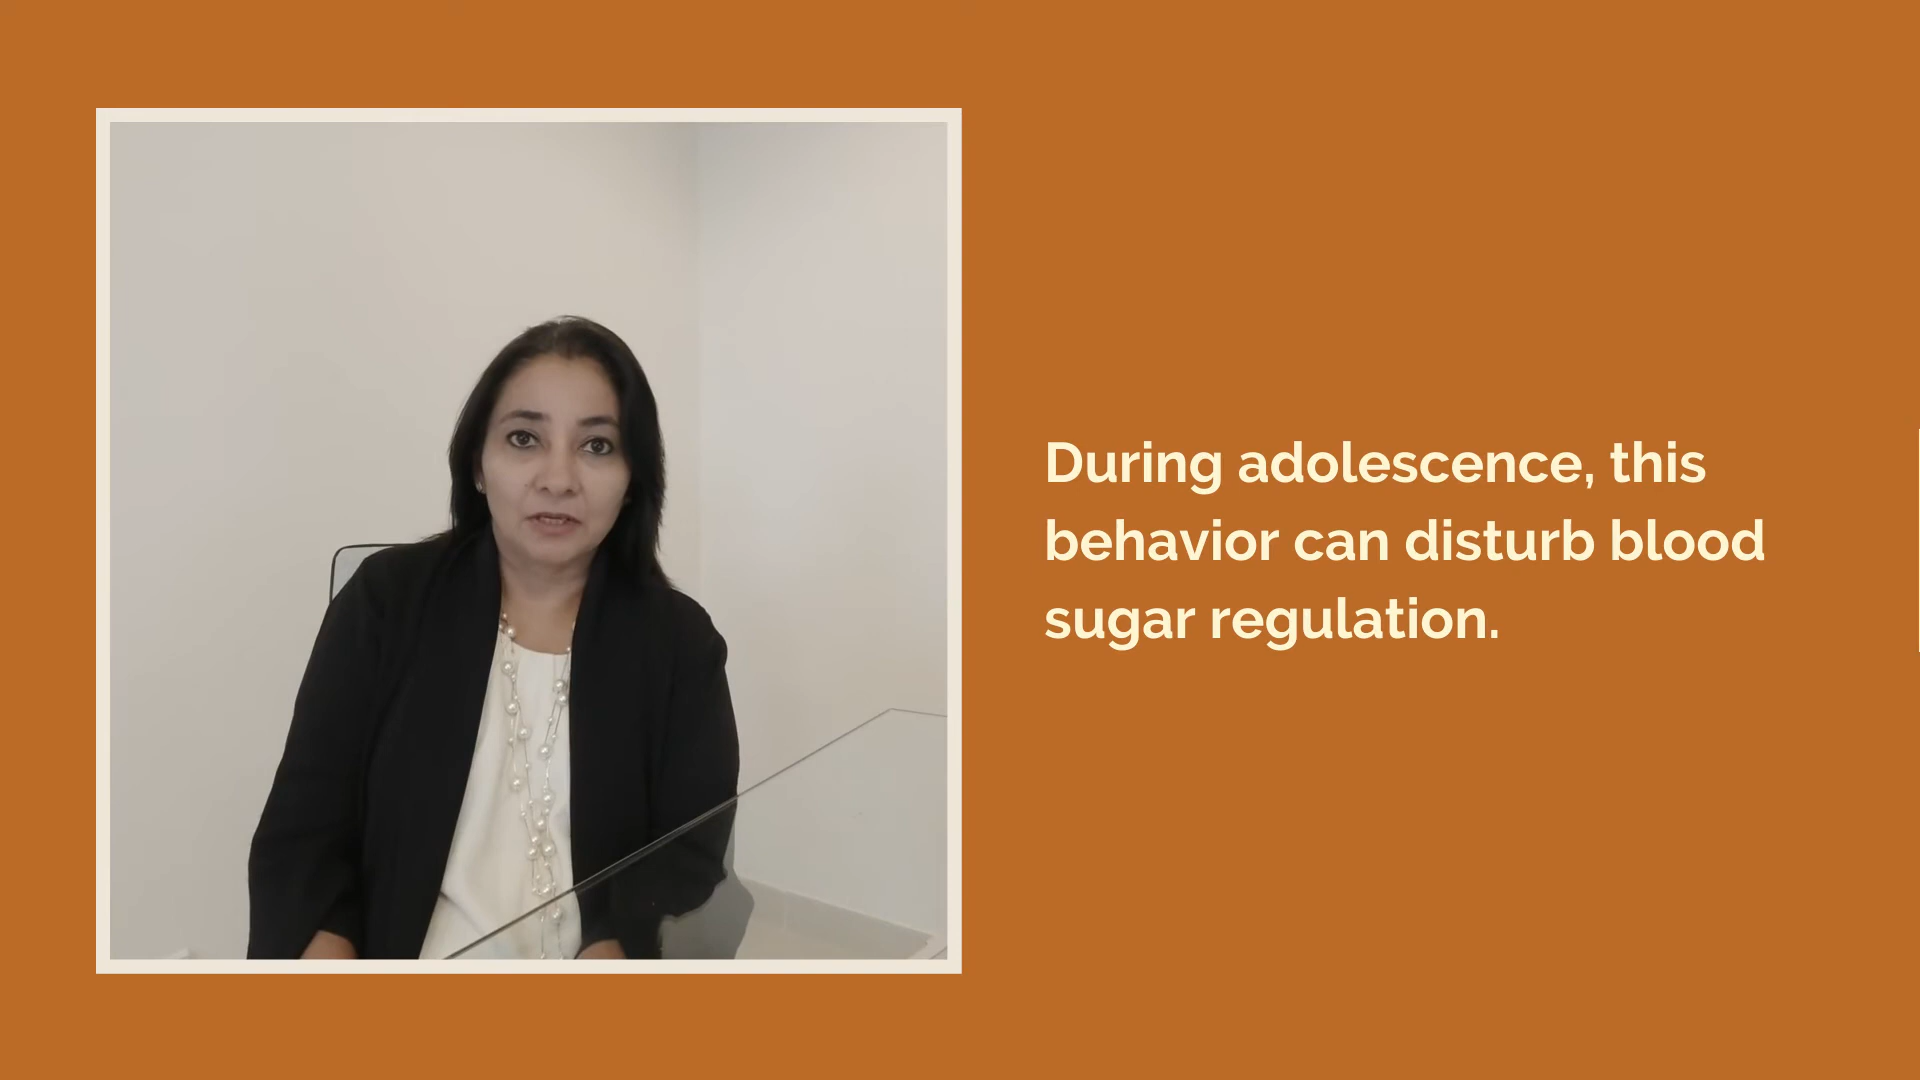 During adolescence, this
behavior can disturb blood
sugar regulation.